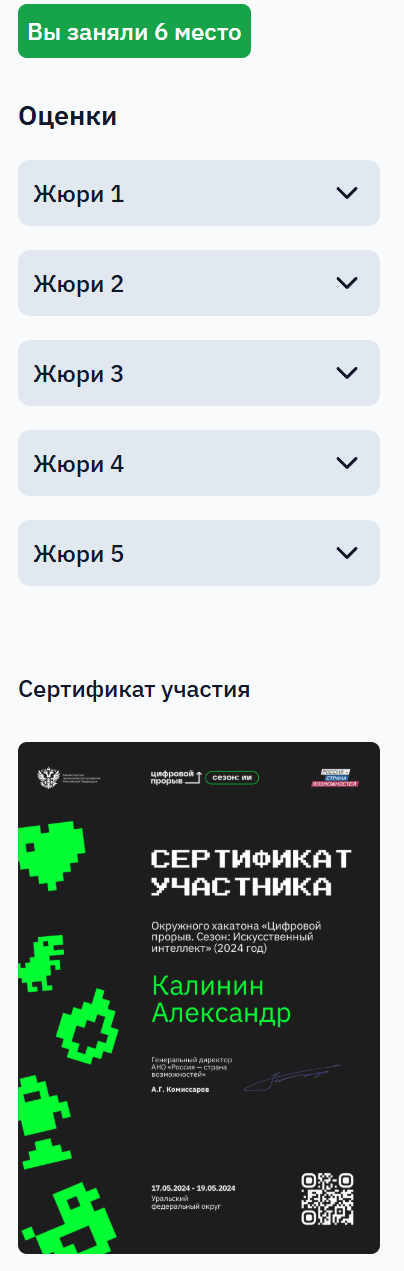 Вы заняли 6 место
Оценки
Жюри 1
Жюри 2
Жюри 3
Жюри 4
Жюри 5
Сертификат участия
цифровой
прорыв
сезон: ии
РОССИЯ –
СТРАНА
ВОЗМОЖНОСТЕЙ
СЕРТИФИКАТ
УЧАСТНИКА
Окружного хакатона «Цифровой
прорыв. Сезон: Искусственный
интеллект» (2024 год)
Калинин
Александр
Генеральный директор
АНО «Россия — страна
возможностей»
А.Г. Комиссаров
17.05.2024 - 19.05.2024
Уральский
федеральный округ